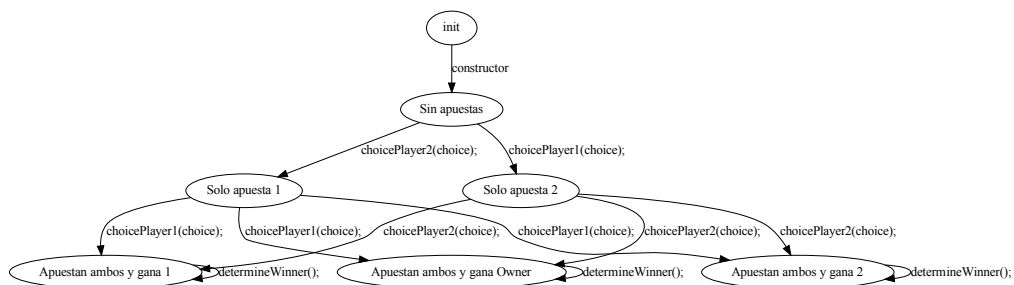 init
constructor
Sin apuestas
choicePlayer2(choice);
choicePlayer1(choice);
Solo apuesta 1
Solo apuesta 2
choicePlayer1(choice);
choicePlayer1(choice);
choicePlayer2(choice);
choicePlayer1(choice);
choicePlayer2(choice);
choicePlayer2(choice);
Apuestan ambos y gana 1
determineWinner();
Apuestan ambos y gana Owner
determineWinner();
Apuestan ambos y gana 2
determineWinner();